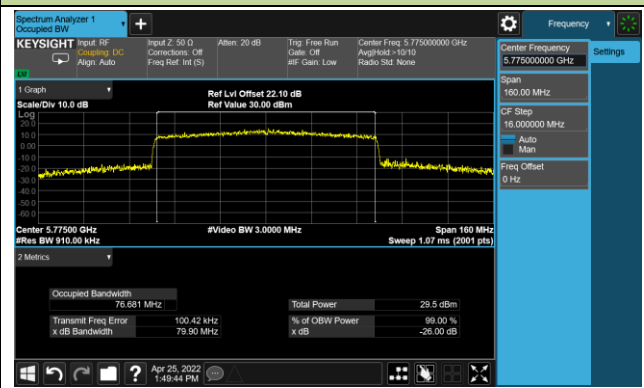 Spectrum Analyzer 1
Occupied BW
+
Frequency
KEYSIGHT
Input: RF
Coupling: DC
Align: Auto
Input Z: 50 Ω
Corrections: Off
Freq Ref: Int (S)
Atten: 20 dB
Trig: Free Run
Gate: Off
#IF Gain: Low
Center Freq: 5.775000000 GHz
Avg|Hold:>10/10
Radio Std: None
Center Frequency
5.775000000 GHz
Settings
Span
160.00 MHz
CF Step
16.000000 MHz
Auto
Man
Freq Offset
0 Hz
1 Graph
Scale/Div 10.0 dB
Ref Lvl Offset 22.10 dB
Ref Value 30.00 dBm
Log
20.0
10.0
0.00
-10.0
-20.0
-30.0
-40.0
-50.0
-60.0
Center 5.77500 GHz
#Res BW 910.00 kHz
#Video BW 3.0000 MHz
Span 160 MHz
Sweep 1.07 ms (2001 pts)
2 Metrics
Occupied Bandwidth
76.681 MHz
Total Power 29.5 dBm
Transmit Freq Error 100.42 kHz
% of OBW Power 99.00 %
x dB Bandwidth 79.90 MHz
x dB -26.00 dB
?
Apr 25, 2022
1:49:44 PM